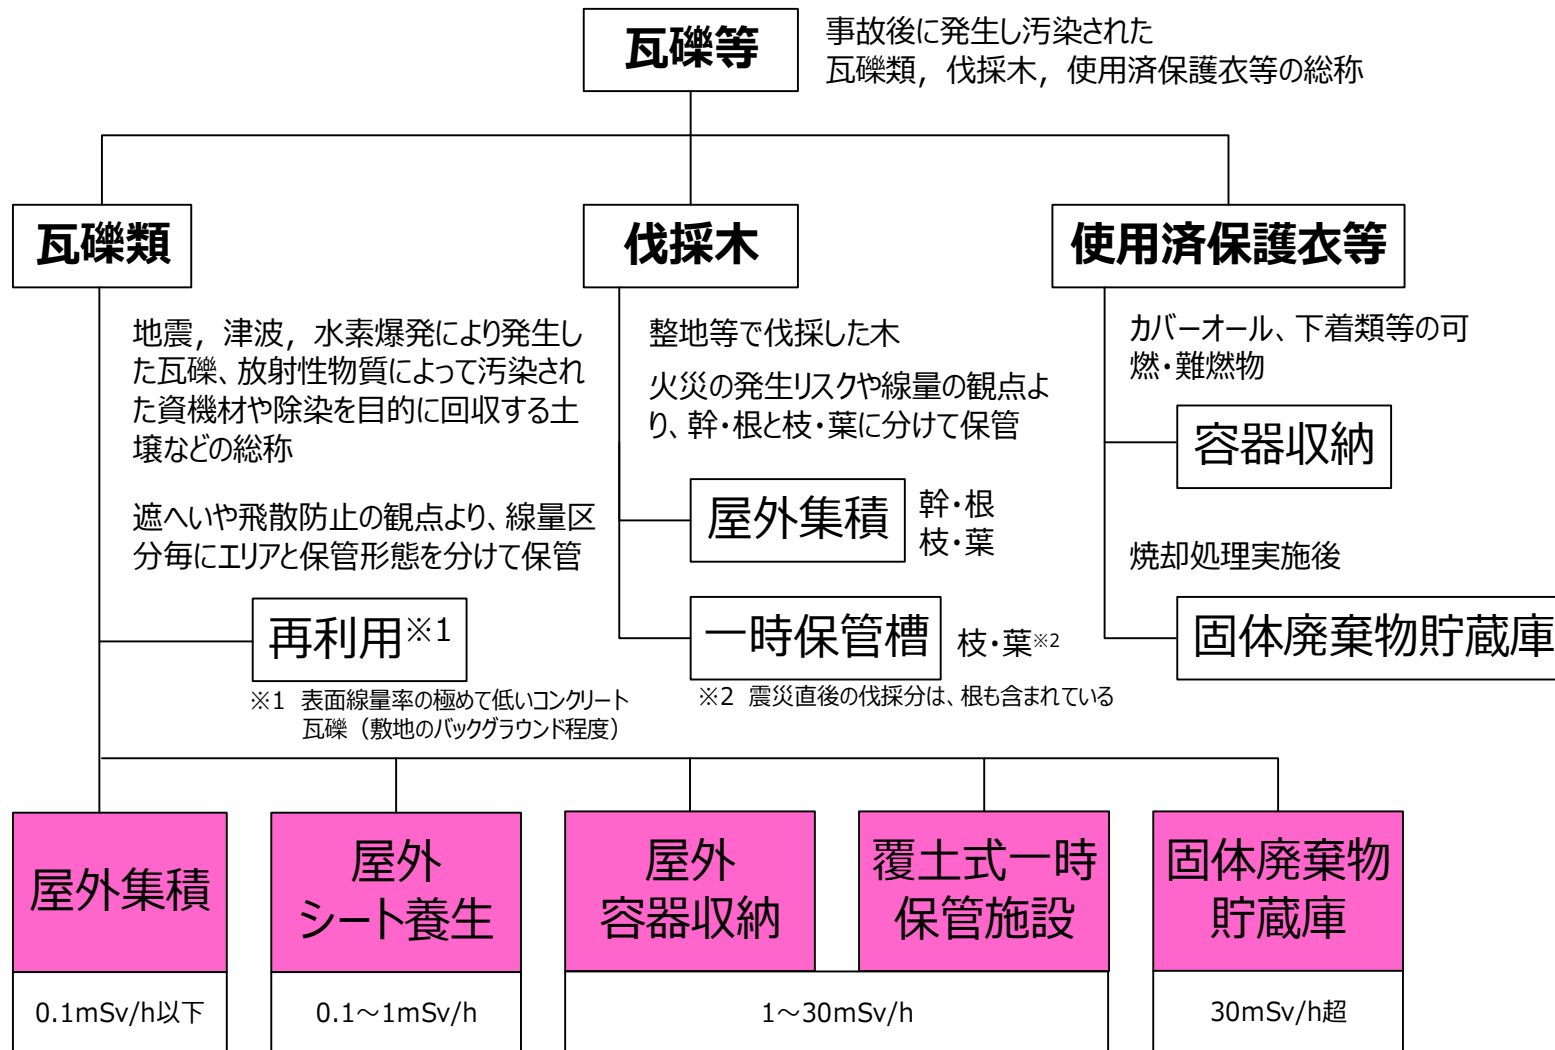 瓦礫等
事故後に発生し汚染された
瓦礫類，伐採木，使用済保護衣等の総称
瓦礫類
地震，津波，水素爆発により発生し
た瓦礫、放射性物質によって汚染され
た資機材や除染を目的に回収する土
壌などの総称
遮へいや飛散防止の観点より、線量区
分毎にエリアと保管形態を分けて保管
再利用※1
※1 表面線量率の極めて低いコンクリート
瓦礫（敷地のバックグラウンド程度）
伐採木
整地等で伐採した木
火災の発生リスクや線量の観点よ
り、幹・根と枝・葉に分けて保管
屋外集積
幹・根
枝・葉
一時保管槽
枝・葉※2
※2 震災直後の伐採分は、根も含まれている
使用済保護衣等
カバーオール、下着類等の可
燃・難燃物
容器収納
焼却処理実施後
固体廃棄物貯蔵庫
屋外集積
0.1mSv/h以下
屋外
シート養生
0.1～1mSv/h
屋外
容器収納
覆土式一時
保管施設
1～30mSv/h
固体廃棄物
貯蔵庫
30mSv/h超